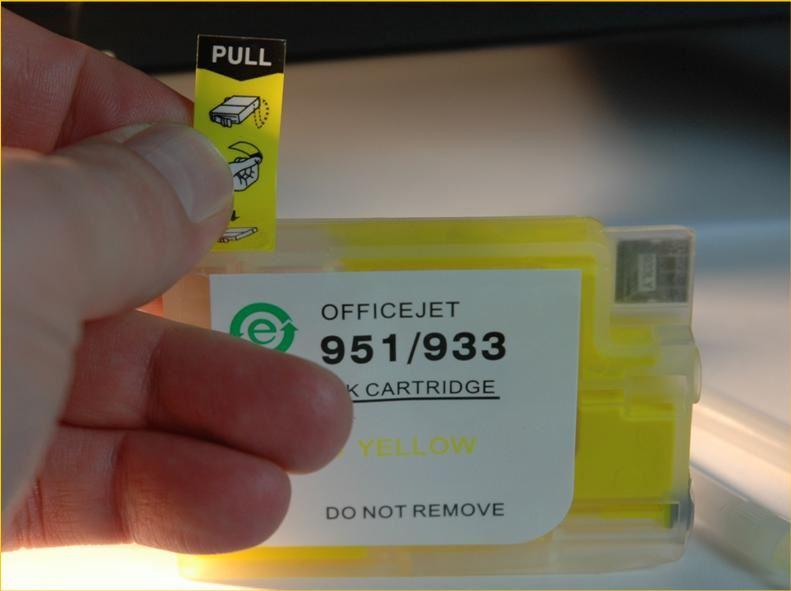 PULL
OFFICEJET
951/933
K CARTRIDGE
YELLOW
DO NOT REMOVE